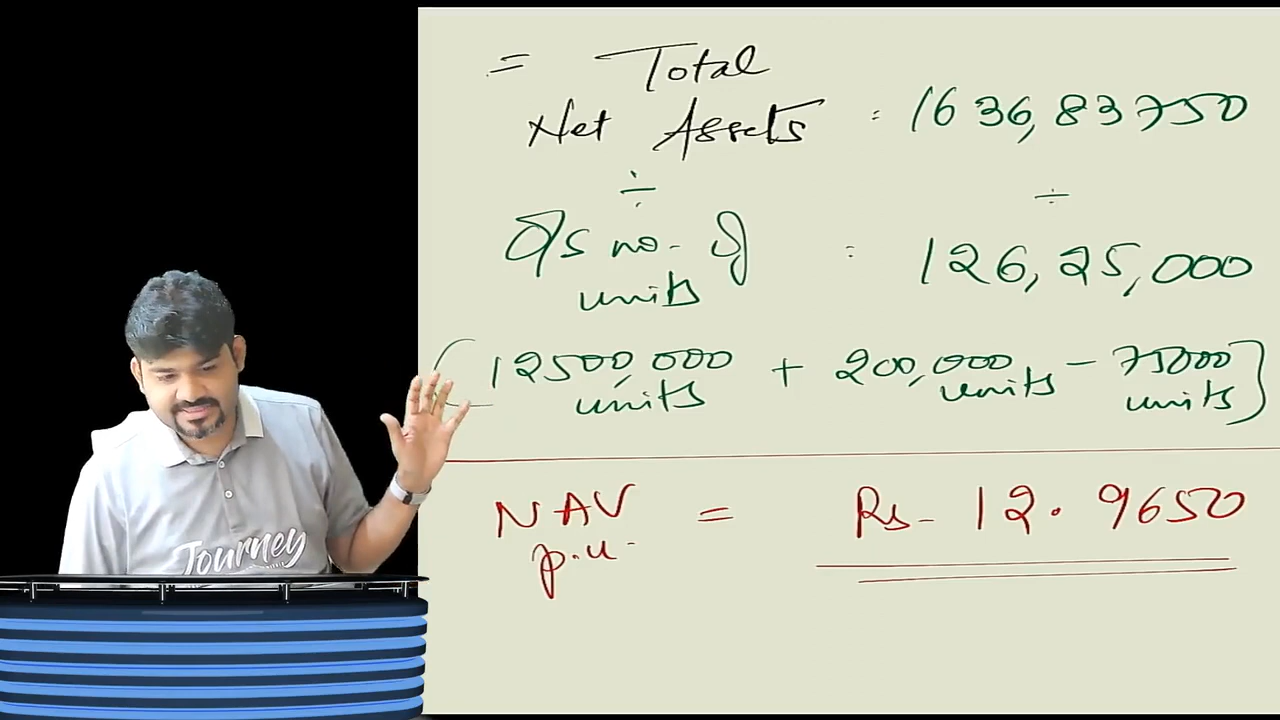 = Total
Net Assets : 1636,83750
÷ ÷
O/s no. of : 126,25,000
units
(12500,000 + 200,000 - 75000)
units units units
NAV = Rs- 12.9650
p.u.
Journey